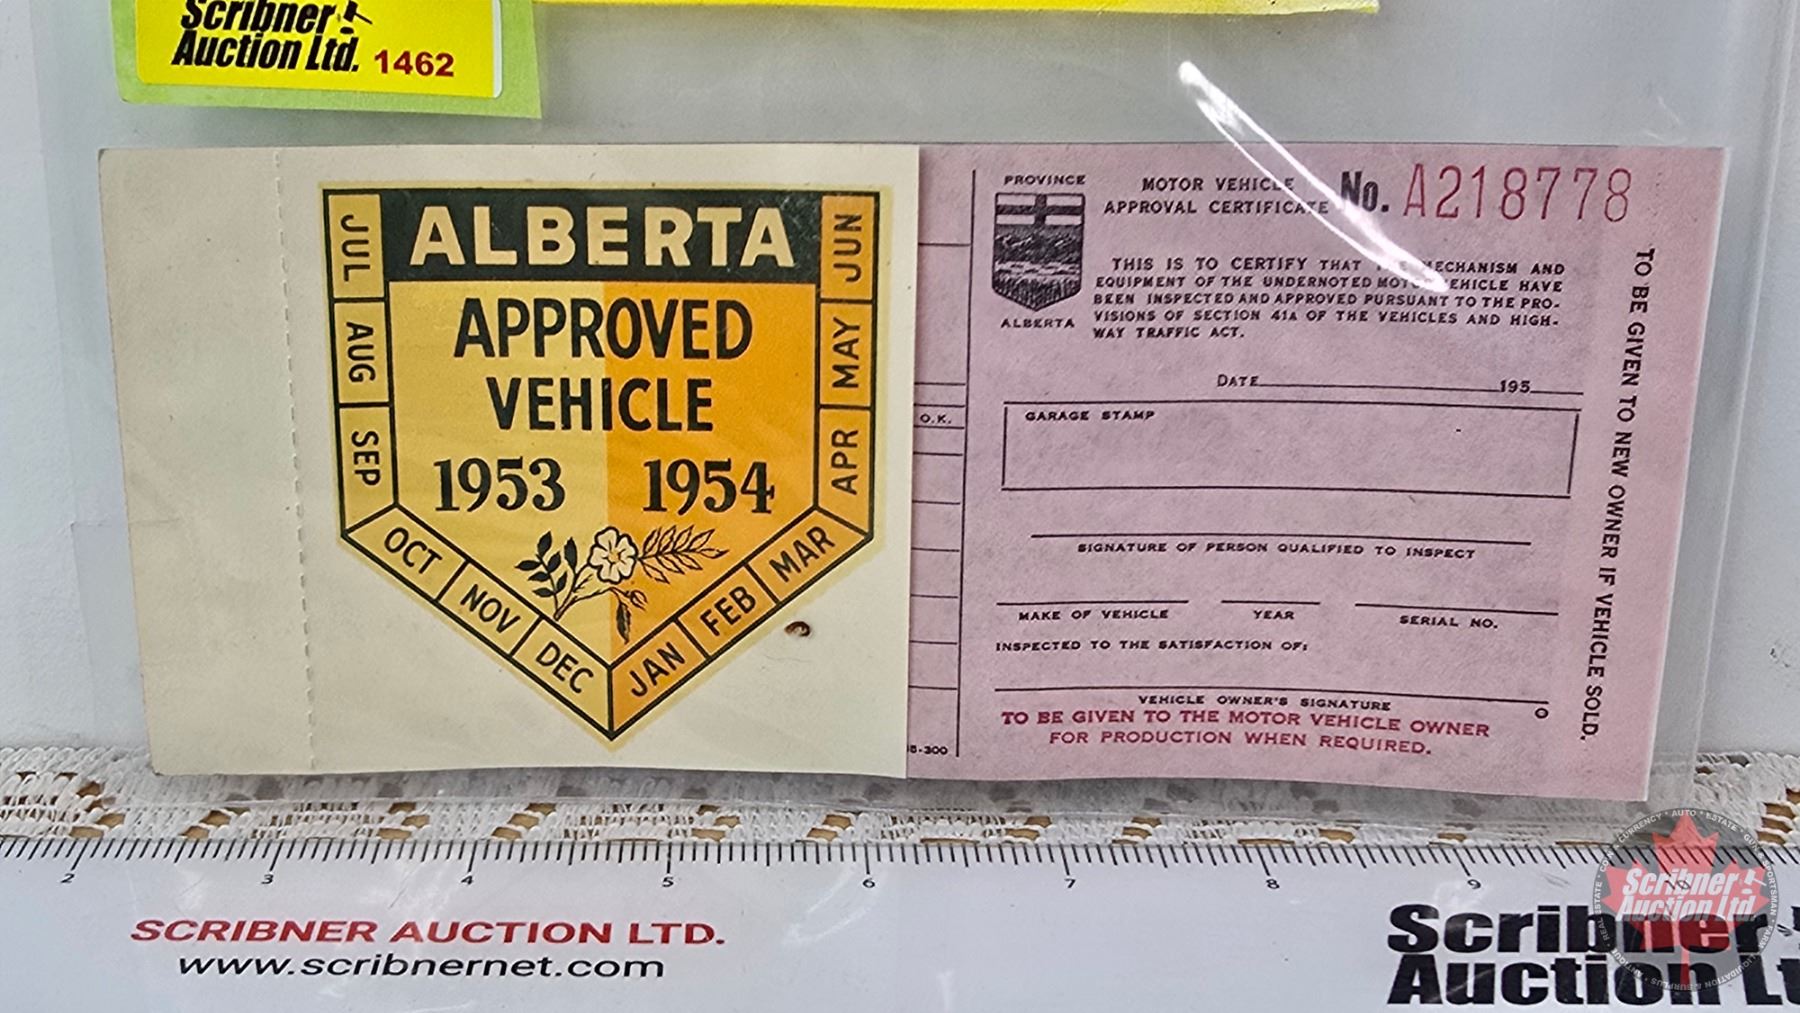 Scribner
Auction Ltd. 1462
ALBERTA
APPROVED
VEHICLE
1953 1954
JUL
AUG
SEP
OCT
NOV
DEC
JAN
FEB
MAR
APR
MAY
JUN
O.K.
-300
PROVINCE
ALBERTA
MOTOR VEHICLE
APPROVAL CERTIFICATE
No. A218778
THIS IS TO CERTIFY THAT MECHANISM AND
EQUIPMENT OF THE UNDERNOTED MOTOR VEHICLE HAVE
BEEN INSPECTED AND APPROVED PURSUANT TO THE PRO-
VISIONS OF SECTION 41A OF THE VEHICLES AND HIGH-
WAY TRAFFIC ACT.
DATE 195
GARAGE STAMP
SIGNATURE OF PERSON QUALIFIED TO INSPECT
MAKE OF VEHICLE YEAR SERIAL NO.
INSPECTED TO THE SATISFACTION OF:
VEHICLE OWNER'S SIGNATURE
TO BE GIVEN TO THE MOTOR VEHICLE OWNER
FOR PRODUCTION WHEN REQUIRED.
TO BE GIVEN TO NEW OWNER IF VEHICLE SOLD.
2 3 4 5 6 7 8 9 10
SCRIBNER AUCTION LTD.
www.scribnernet.com
Scribner
Auction Lt
Scribner
Auction Ltd.